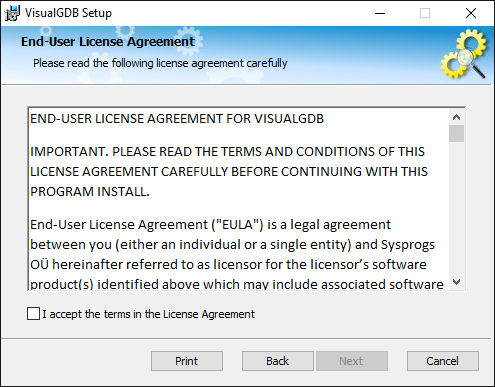 VisualGDB Setup
End-User License Agreement
Please read the following license agreement carefully
END-USER LICENSE AGREEMENT FOR VISUALGDB
IMPORTANT. PLEASE READ THE TERMS AND CONDITIONS OF THIS
LICENSE AGREEMENT CAREFULLY BEFORE CONTINUING WITH THIS
PROGRAM INSTALL.
End-User License Agreement ("EULA") is a legal agreement
between you (either an individual or a single entity) and Sysprogs
OÜ hereinafter referred to as licensor for the licensor’s software
product(s) identified above which may include associated software
I accept the terms in the License Agreement
Print Back Next Cancel